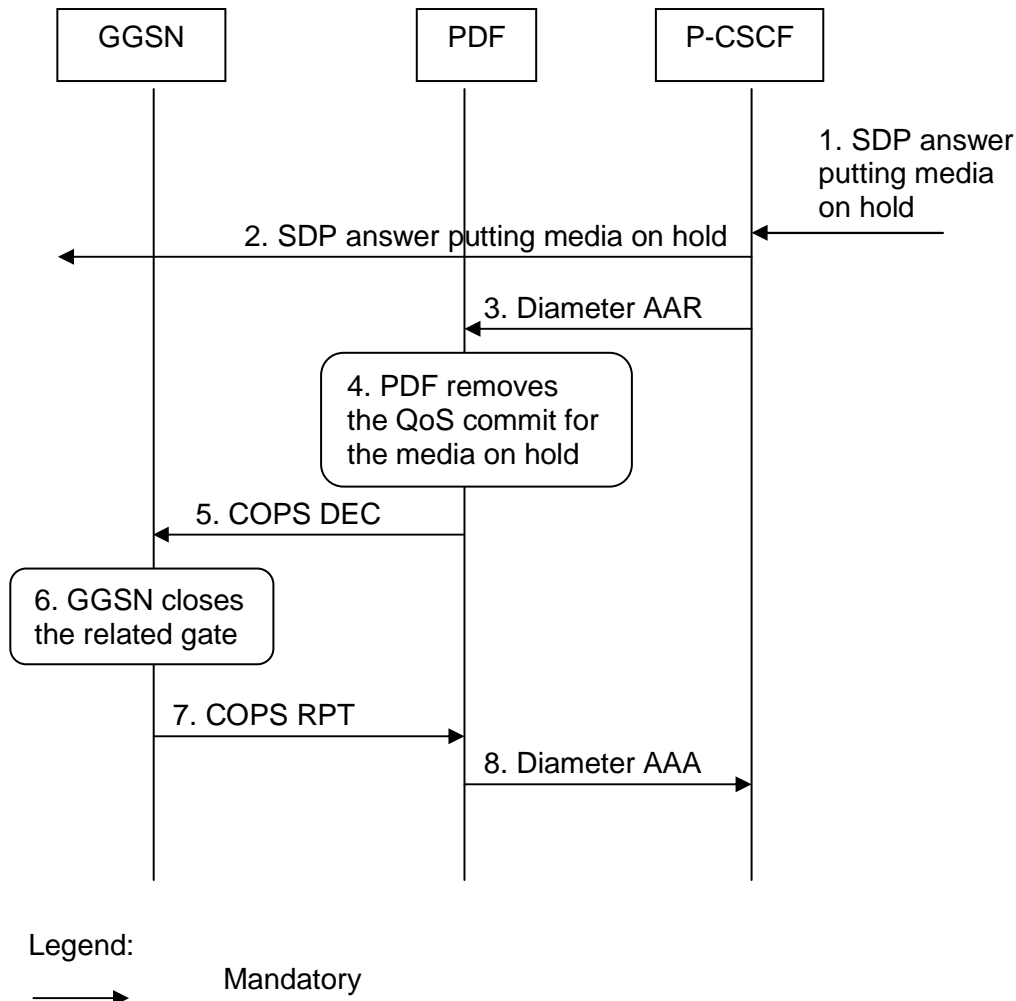 GGSN
PDF
P-CSCF
1. SDP answer
putting media
on hold
2. SDP answer putting media on hold
3. Diameter AAR
4. PDF removes
the QoS commit for
the media on hold
5. COPS DEC
6. GGSN closes
the related gate
7. COPS RPT
8. Diameter AAA
Legend:
Mandatory